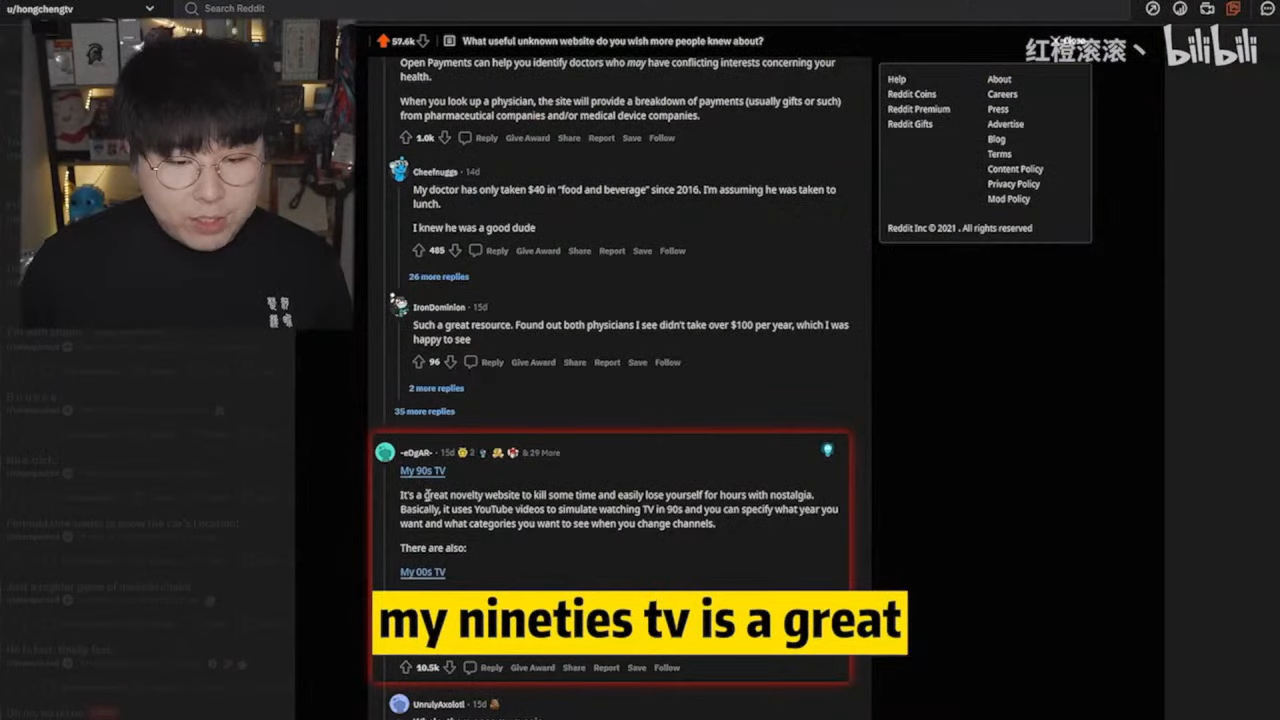 u/hongchengtv
Search Reddit
57.6k
What useful unknown website do you wish more people knew about?
Close
红橙滚滚丶
bilibili
Open Payments can help you identify doctors who may have conflicting interests concerning your
health.
When you look up a physician, the site will provide a breakdown of payments (usually gifts or such)
from pharmaceutical companies and/or medical device companies.
1.0k Reply Give Award Share Report Save Follow
Cheefnuggs · 14d
My doctor has only taken $40 in "food and beverage" since 2016. I'm assuming he was taken to
lunch.
I knew he was a good dude
485 Reply Give Award Share Report Save Follow
26 more replies
IronDominion · 15d
Such a great resource. Found out both physicians I see didn't take over $100 per year, which I was
happy to see
96 Reply Give Award Share Report Save Follow
2 more replies
35 more replies
-eDgAR- · 15d 2 & 29 More
My 90s TV
It's a great novelty website to kill some time and easily lose yourself for hours with nostalgia.
Basically, it uses YouTube videos to simulate watching TV in 90s and you can specify what year you
want and what categories you want to see when you change channels.
There are also:
My 00s TV
my nineties tv is a great
10.5k Reply Give Award Share Report Save Follow
UnrulyAxolotl · 15d
Help About
Reddit Coins Careers
Reddit Premium Press
Reddit Gifts Advertise
Blog
Terms
Content Policy
Privacy Policy
Mod Policy
Reddit Inc © 2021 . All rights reserved